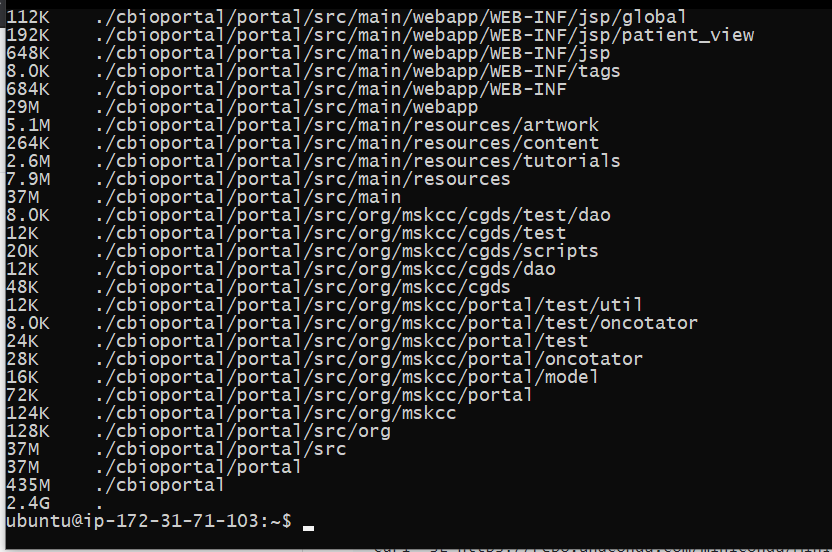 112K ./cbioportal/portal/src/main/webapp/WEB-INF/jsp/global
192K ./cbioportal/portal/src/main/webapp/WEB-INF/jsp/patient_view
648K ./cbioportal/portal/src/main/webapp/WEB-INF/jsp
8.0K ./cbioportal/portal/src/main/webapp/WEB-INF/tags
684K ./cbioportal/portal/src/main/webapp/WEB-INF
29M ./cbioportal/portal/src/main/webapp
5.1M ./cbioportal/portal/src/main/resources/artwork
264K ./cbioportal/portal/src/main/resources/content
2.6M ./cbioportal/portal/src/main/resources/tutorials
7.9M ./cbioportal/portal/src/main/resources
37M ./cbioportal/portal/src/main
8.0K ./cbioportal/portal/src/org/mskcc/cgds/test/dao
12K ./cbioportal/portal/src/org/mskcc/cgds/test
20K ./cbioportal/portal/src/org/mskcc/cgds/scripts
12K ./cbioportal/portal/src/org/mskcc/cgds/dao
48K ./cbioportal/portal/src/org/mskcc/cgds
12K ./cbioportal/portal/src/org/mskcc/portal/test/util
8.0K ./cbioportal/portal/src/org/mskcc/portal/test/oncotator
24K ./cbioportal/portal/src/org/mskcc/portal/test
28K ./cbioportal/portal/src/org/mskcc/portal/oncotator
16K ./cbioportal/portal/src/org/mskcc/portal/model
72K ./cbioportal/portal/src/org/mskcc/portal
124K ./cbioportal/portal/src/org/mskcc
128K ./cbioportal/portal/src/org
37M ./cbioportal/portal/src
37M ./cbioportal/portal
435M ./cbioportal
2.4G .
ubuntu@ip-172-31-71-103:~$